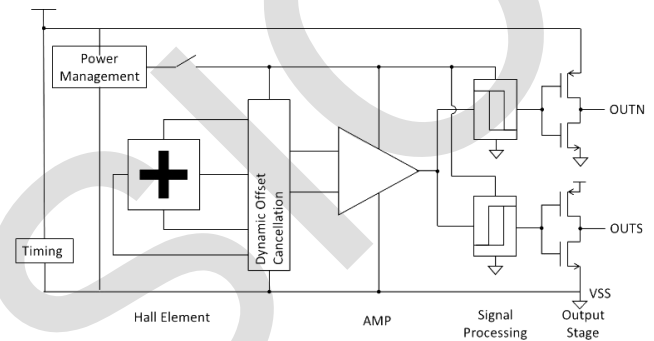 Power
Management
OUTN
Dynamic Offset
Cancellation
OUTS
Timing
VSS
Hall Element
AMP
Signal
Processing
Output
Stage